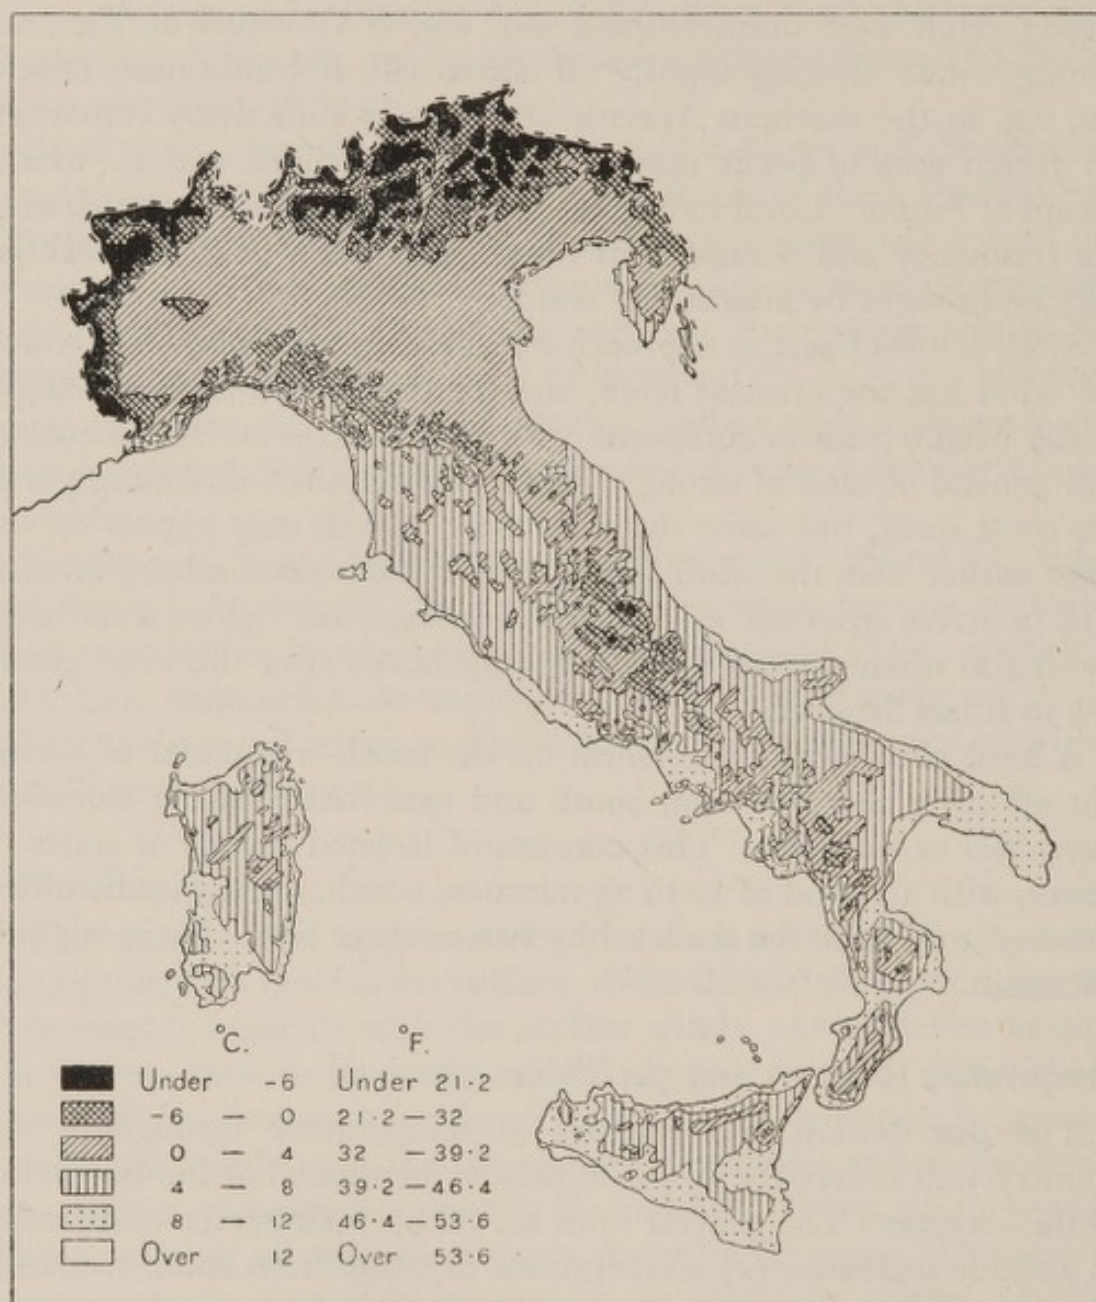 °C. °F.
Under -6 Under 21·2
-6 — 0 21·2 — 32
0 — 4 32 — 39·2
4 — 8 39·2 — 46·4
8 — 12 46·4 — 53·6
Over 12 Over 53·6